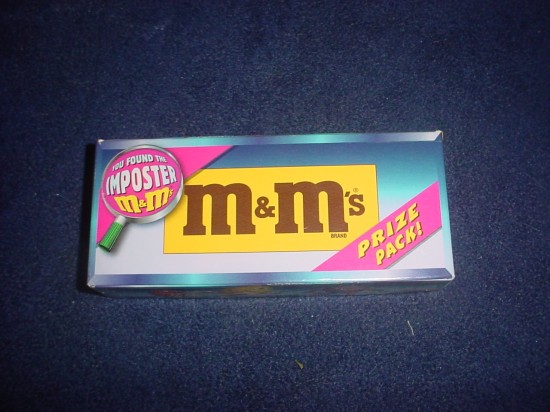 YOU FOUND THE
IMPOSTER
m&m's
m&m's®
BRAND
PRIZE
PACK!